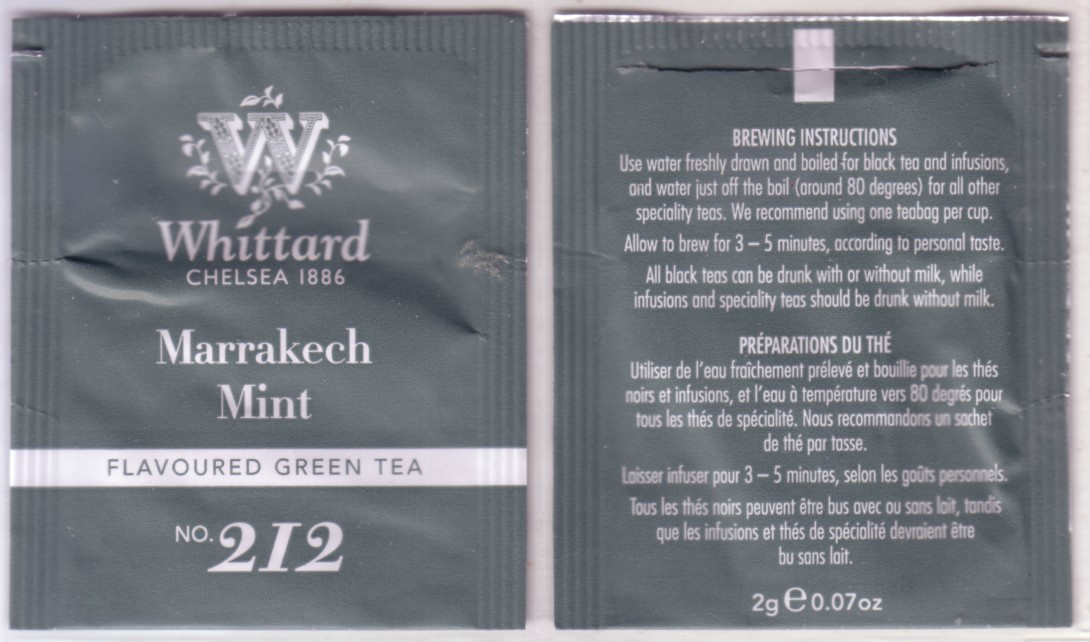 W
Whittard
CHELSEA 1886
Marrakech
Mint
FLAVOURED GREEN TEA
NO. 212
BREWING INSTRUCTIONS
Use water freshly drawn and boiled for black tea and infusions,
and water just off the boil (around 80 degrees) for all other
speciality teas. We recommend using one teabag per cup.
Allow to brew for 3 – 5 minutes, according to personal taste.
All black teas can be drunk with or without milk, while
infusions and speciality teas should be drunk without milk.
PRÉPARATIONS DU THÉ
Utiliser de l'eau fraîchement prélevé et bouillie pour les thés
noirs et infusions, et l'eau à température vers 80 degrés pour
tous les thés de spécialité. Nous recommandons un sachet
de thé par tasse.
Laisser infuser pour 3 – 5 minutes, selon les goûts personnels.
Tous les thés noirs peuvent être bus avec ou sans lait, tandis
que les infusions et thés de spécialité devraient être
bu sans lait.
2g ℮ 0.07oz